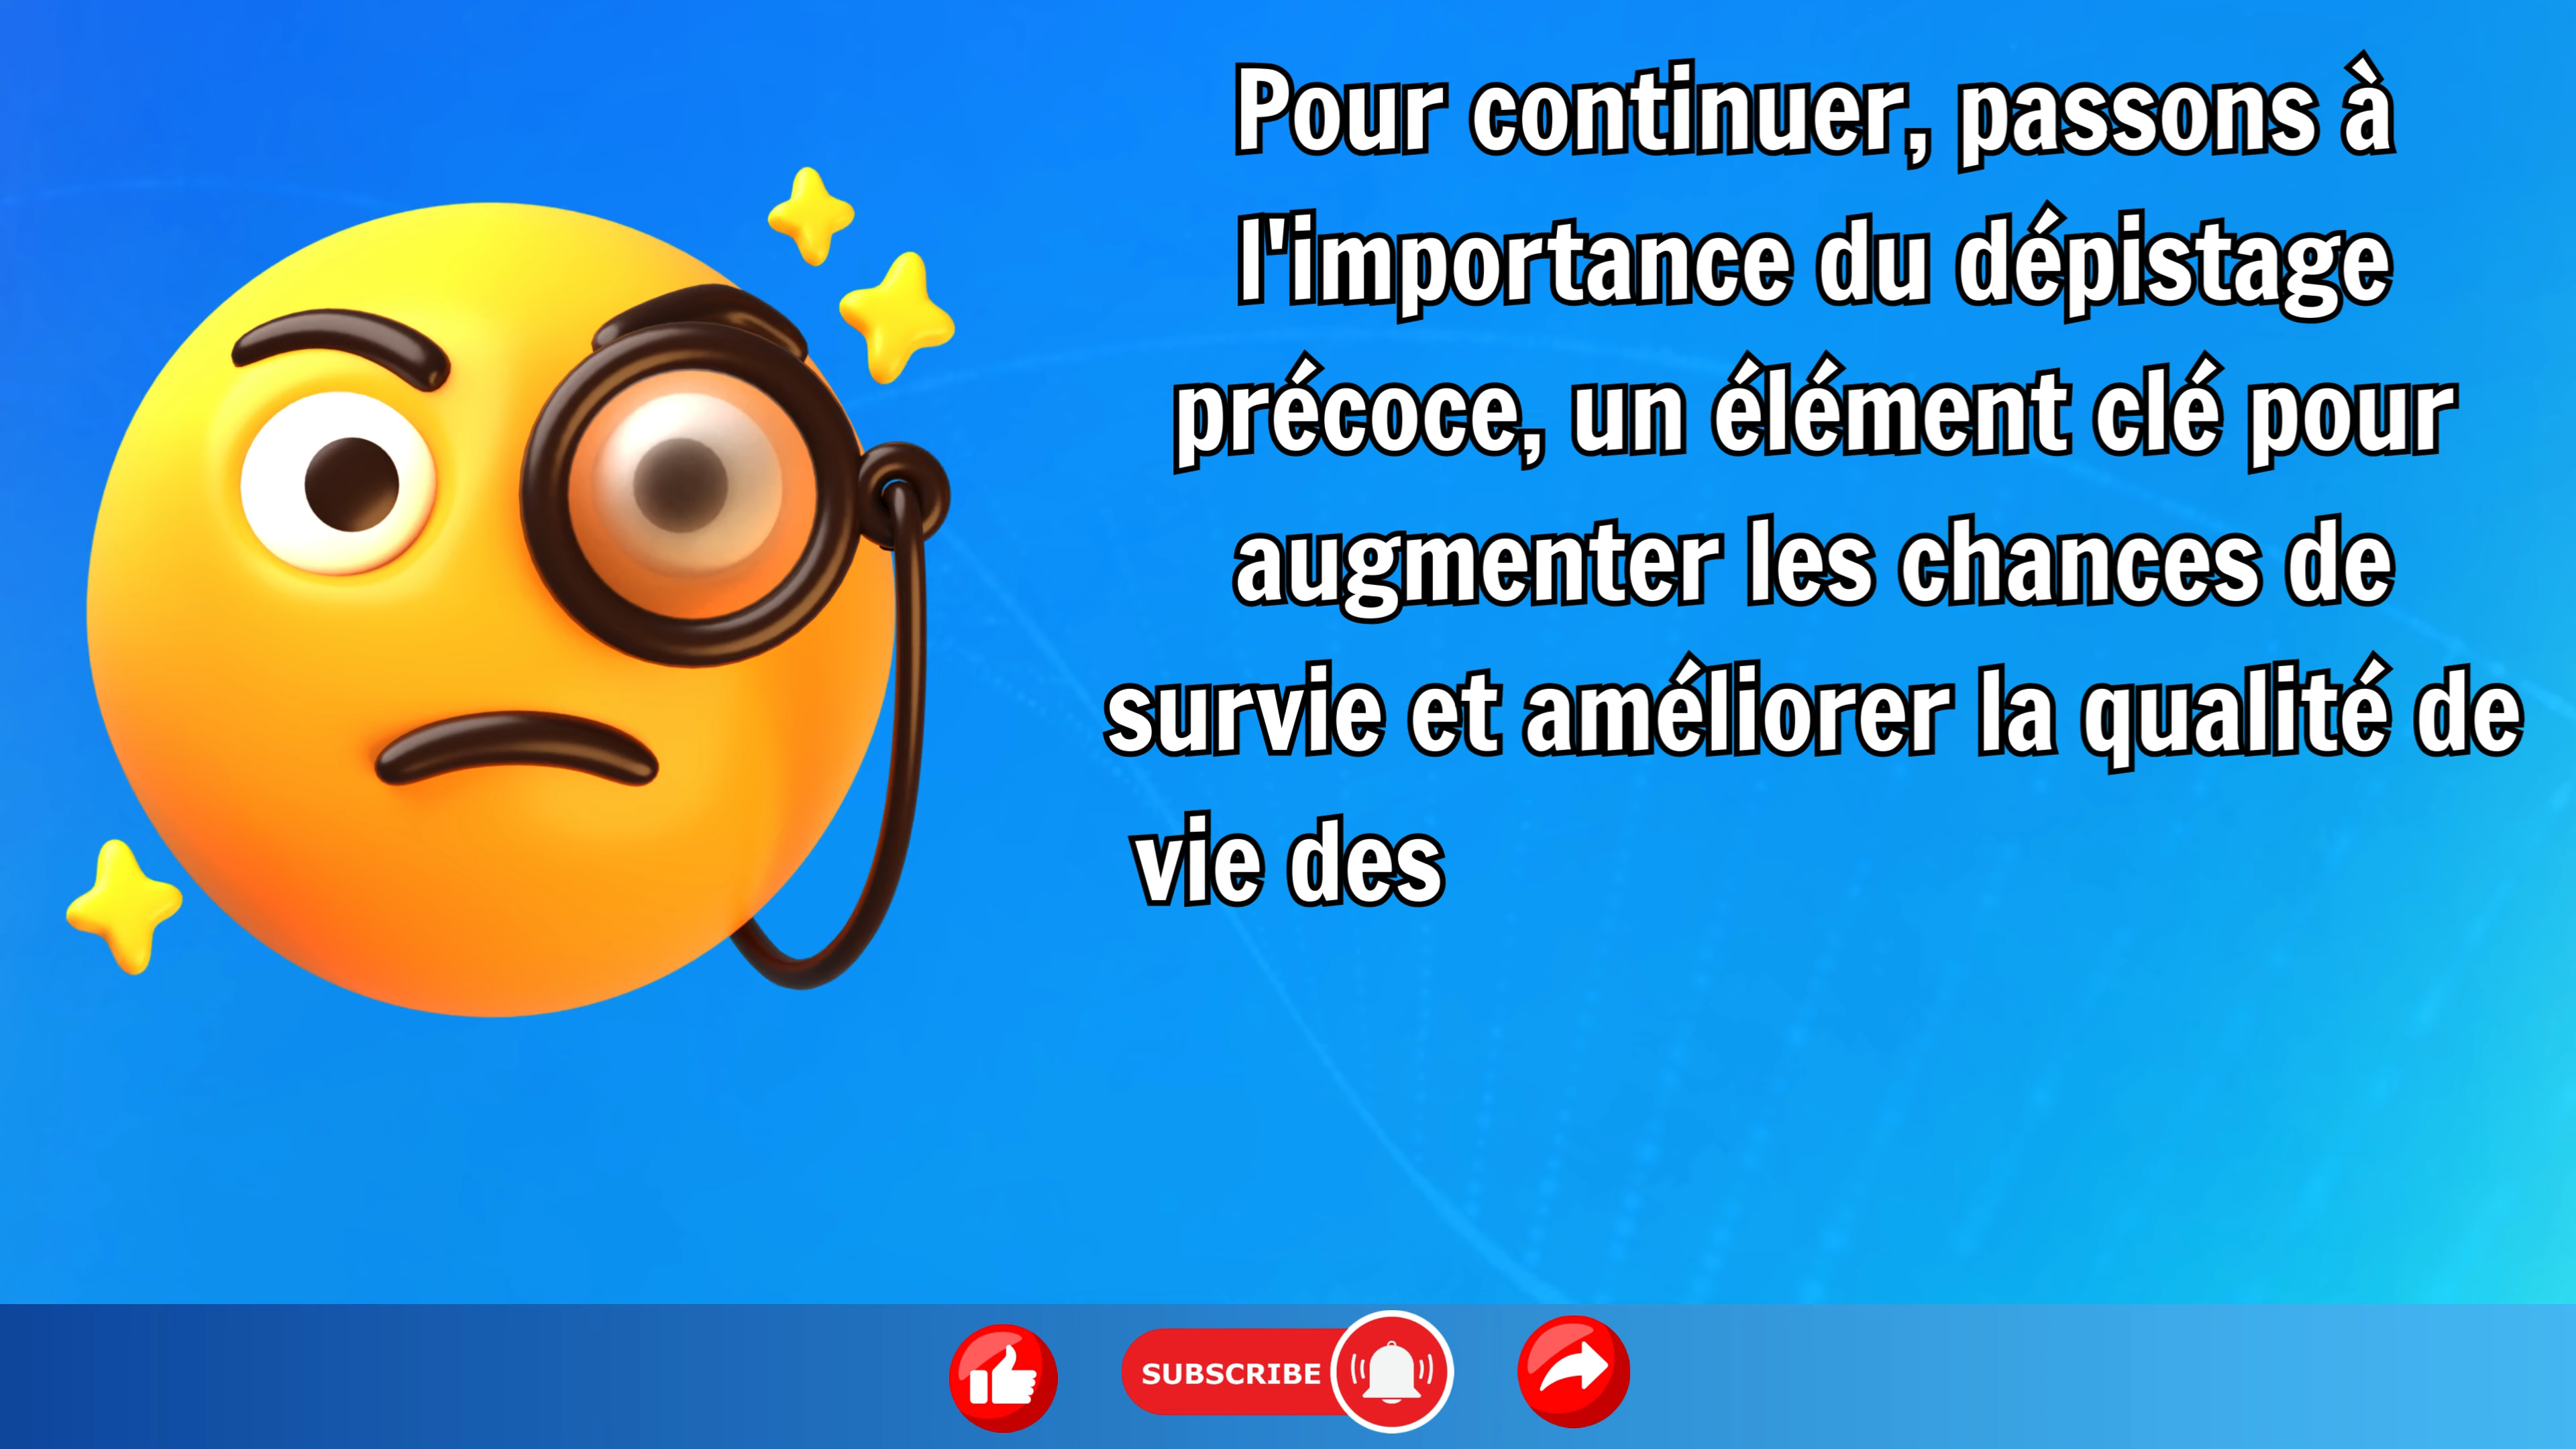 Pour continuer, passons à
l'importance du dépistage
précoce, un élément clé pour
augmenter les chances de
survie et améliorer la qualité de
vie des
SUBSCRIBE